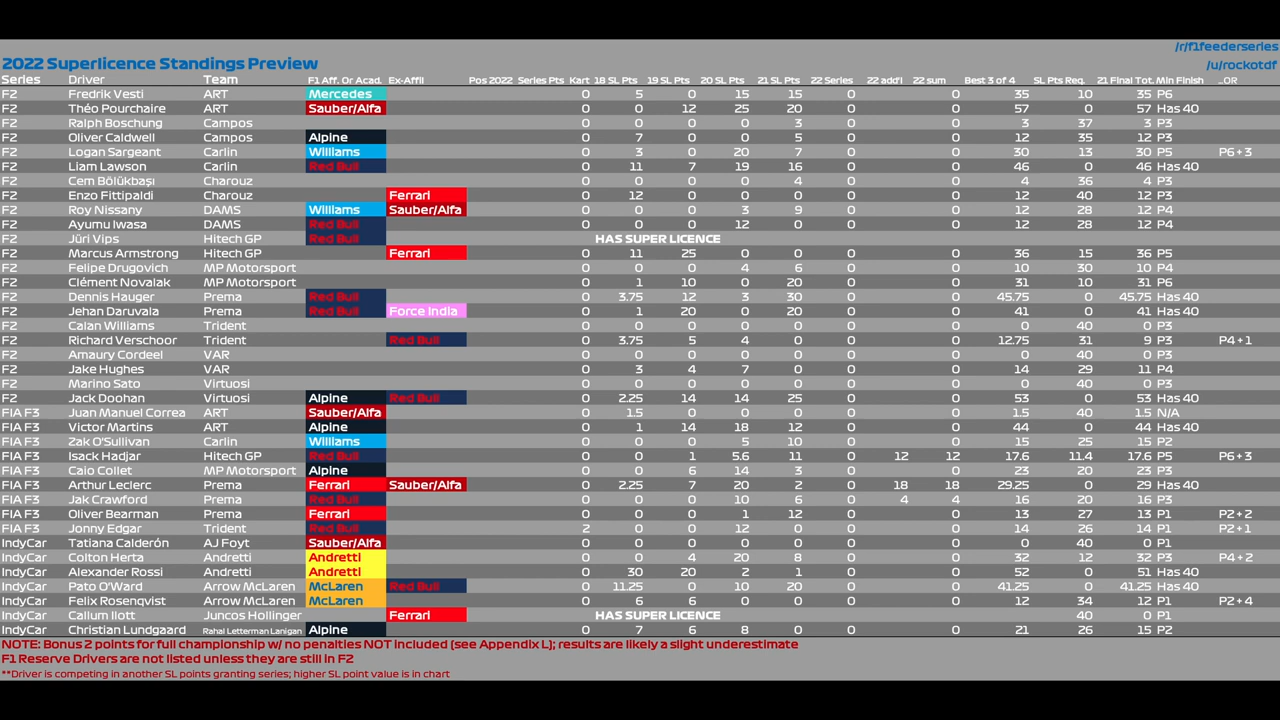 /r/f1feederseries
2022 Superlicence Standings Preview /u/rockotdf
Series Driver Team F1 Aff. Or Acad. Ex-Affil Pos 2022 Series Pts Kart 18 SL Pts 19 SL Pts 20 SL Pts 21 SL Pts 22 Series 22 add'l 22 sum Best 3 of 4 SL Pts Req. 21 Final Tot. Min Finish ...OR
F2 Fredrik Vesti ART Mercedes 0 5 0 15 15 0 0 35 10 35 P6
F2 Théo Pourchaire ART Sauber/Alfa 0 0 12 25 20 0 0 57 0 57 Has 40
F2 Ralph Boschung Campos 0 0 0 0 3 0 0 3 37 3 P3
F2 Oliver Caldwell Campos Alpine 0 7 0 0 5 0 0 12 35 12 P3
F2 Logan Sargeant Carlin Williams 0 3 0 20 7 0 0 30 13 30 P5 P6 + 3
F2 Liam Lawson Carlin Red Bull 0 11 7 19 16 0 0 46 0 46 Has 40
F2 Cem Bölükbaşı Charouz 0 0 0 0 4 0 0 4 36 4 P3
F2 Enzo Fittipaldi Charouz Ferrari 0 12 0 0 0 0 0 12 40 12 P3
F2 Roy Nissany DAMS Williams Sauber/Alfa 0 0 0 3 9 0 0 12 28 12 P4
F2 Ayumu Iwasa DAMS Red Bull 0 0 0 12 0 0 0 12 28 12 P4
F2 Jüri Vips Hitech GP Red Bull HAS SUPER LICENCE
F2 Marcus Armstrong Hitech GP Ferrari 0 11 25 0 0 0 0 36 15 36 P5
F2 Felipe Drugovich MP Motorsport 0 0 0 4 6 0 0 10 30 10 P4
F2 Clément Novalak MP Motorsport 0 1 10 0 20 0 0 31 10 31 P6
F2 Dennis Hauger Prema Red Bull 0 3.75 12 3 30 0 0 45.75 0 45.75 Has 40
F2 Jehan Daruvala Prema Red Bull Force India 0 1 20 0 20 0 0 41 0 41 Has 40
F2 Calan Williams Trident 0 0 0 0 0 0 0 0 40 0 P3
F2 Richard Verschoor Trident Red Bull 0 3.75 5 4 0 0 0 12.75 31 9 P3 P4 + 1
F2 Amaury Cordeel VAR 0 0 0 0 0 0 0 0 40 0 P3
F2 Jake Hughes VAR 0 3 4 7 0 0 0 14 29 11 P4
F2 Marino Sato Virtuosi 0 0 0 0 0 0 0 0 40 0 P3
F2 Jack Doohan Virtuosi Alpine Red Bull 0 2.25 14 14 25 0 0 53 0 53 Has 40
FIA F3 Juan Manuel Correa ART Sauber/Alfa 0 1.5 0 0 0 0 0 1.5 40 1.5 N/A
FIA F3 Victor Martins ART Alpine 0 1 14 18 12 0 0 44 0 44 Has 40
FIA F3 Zak O'Sullivan Carlin Williams 0 0 0 5 10 0 0 15 25 15 P2
FIA F3 Isack Hadjar Hitech GP Red Bull 0 0 1 5.6 11 0 12 12 17.6 11.4 17.6 P5 P6 + 3
FIA F3 Caio Collet MP Motorsport Alpine 0 0 6 14 3 0 0 23 20 23 P3
FIA F3 Arthur Leclerc Prema Ferrari Sauber/Alfa 0 2.25 7 20 2 0 18 18 29.25 0 29 Has 40
FIA F3 Jak Crawford Prema Red Bull 0 0 0 10 6 0 4 4 16 20 16 P3
FIA F3 Oliver Bearman Prema Ferrari 0 0 0 1 12 0 0 13 27 13 P1 P2 + 2
FIA F3 Jonny Edgar Trident Red Bull 2 0 0 12 0 0 0 14 26 14 P1 P2 + 1
IndyCar Tatiana Calderón AJ Foyt Sauber/Alfa 0 0 0 0 0 0 0 0 40 0 P1
IndyCar Colton Herta Andretti Andretti 0 0 4 20 8 0 0 32 12 32 P3 P4 + 2
IndyCar Alexander Rossi Andretti Andretti 0 30 20 2 1 0 0 52 0 51 Has 40
IndyCar Pato O'Ward Arrow McLaren McLaren Red Bull 0 11.25 0 10 20 0 0 41.25 0 41.25 Has 40
IndyCar Felix Rosenqvist Arrow McLaren McLaren 0 6 6 0 0 0 0 12 34 12 P1 P2 + 4
IndyCar Callum Ilott Juncos Hollinger Ferrari HAS SUPER LICENCE 40 0 P1
IndyCar Christian Lundgaard Rahal Letterman Lanigan Alpine 0 7 6 8 0 0 0 21 26 15 P2
NOTE: Bonus 2 points for full championship w/ no penalties NOT included (see Appendix L); results are likely a slight underestimate
F1 Reserve Drivers are not listed unless they are still in F2
**Driver is competing in another SL points granting series; higher SL point value is in chart